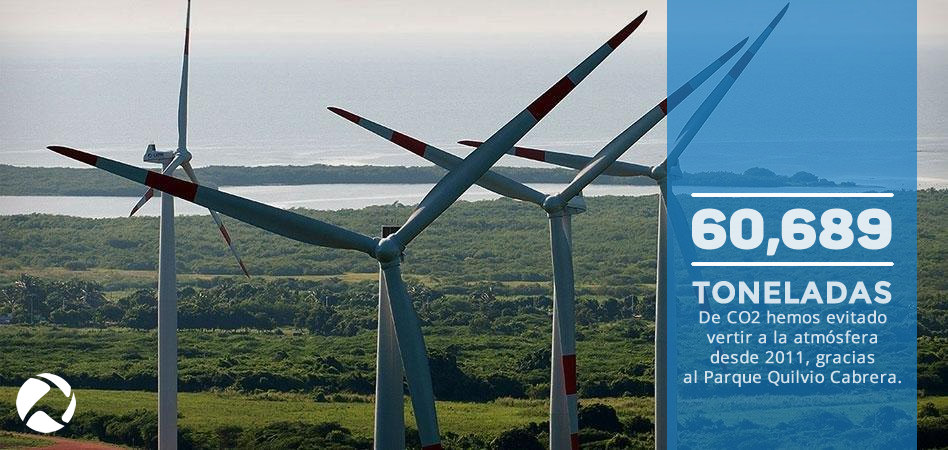 60,689
TONELADAS
De CO2 hemos evitado
vertir a la atmósfera
desde 2011, gracias
al Parque Quilvio Cabrera.